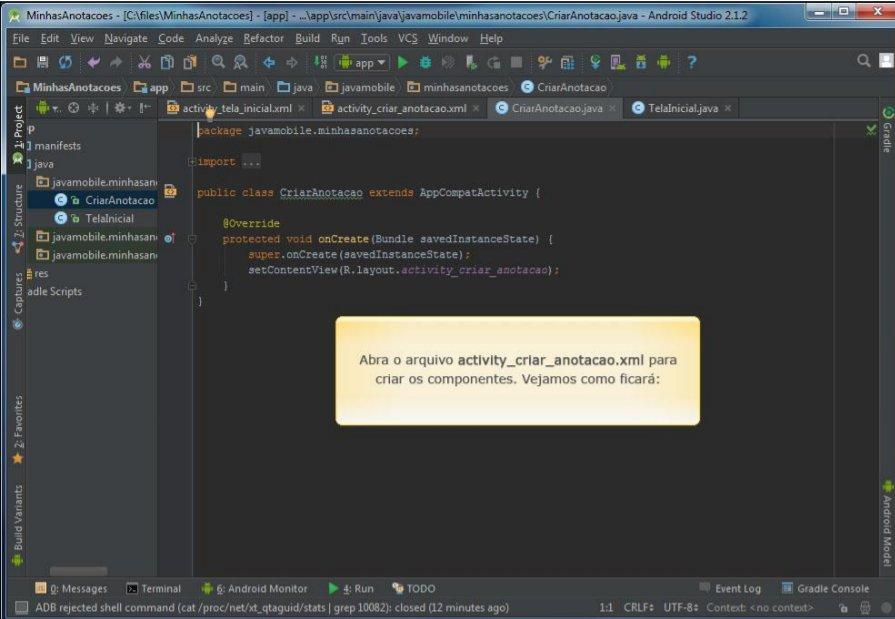 MinhasAnotacoes - [C:\files\MinhasAnotacoes] - [app] - ...\app\src\main\java\javamobile\minhasanotacoes\CriarAnotacao.java - Android Studio 2.1.2
File Edit View Navigate Code Analyze Refactor Build Run Tools VCS Window Help
app
MinhasAnotacoes app src main java javamobile minhasanotacoes CriarAnotacao
activity_tela_inicial.xml activity_criar_anotacao.xml CriarAnotacao.java TelaInicial.java
1: Project
7: Structure
Captures
2: Favorites
Build Variants
p
manifests
java
javamobile.minhasan
CriarAnotacao
TelaInicial
javamobile.minhasan
javamobile.minhasan
res
adle Scripts
package javamobile.minhasanotacoes;
import ...
public class CriarAnotacao extends AppCompatActivity {
@Override
protected void onCreate(Bundle savedInstanceState) {
super.onCreate(savedInstanceState);
setContentView(R.layout.activity_criar_anotacao);
}
}
Abra o arquivo activity_criar_anotacao.xml para
criar os componentes. Vejamos como ficará:
Gradle
Android Model
0: Messages Terminal 6: Android Monitor 4: Run TODO Event Log Gradle Console
ADB rejected shell command (cat /proc/net/xt_qtaguid/stats | grep 10082): closed (12 minutes ago) 1:1 CRLF UTF-8 Context: <no context>